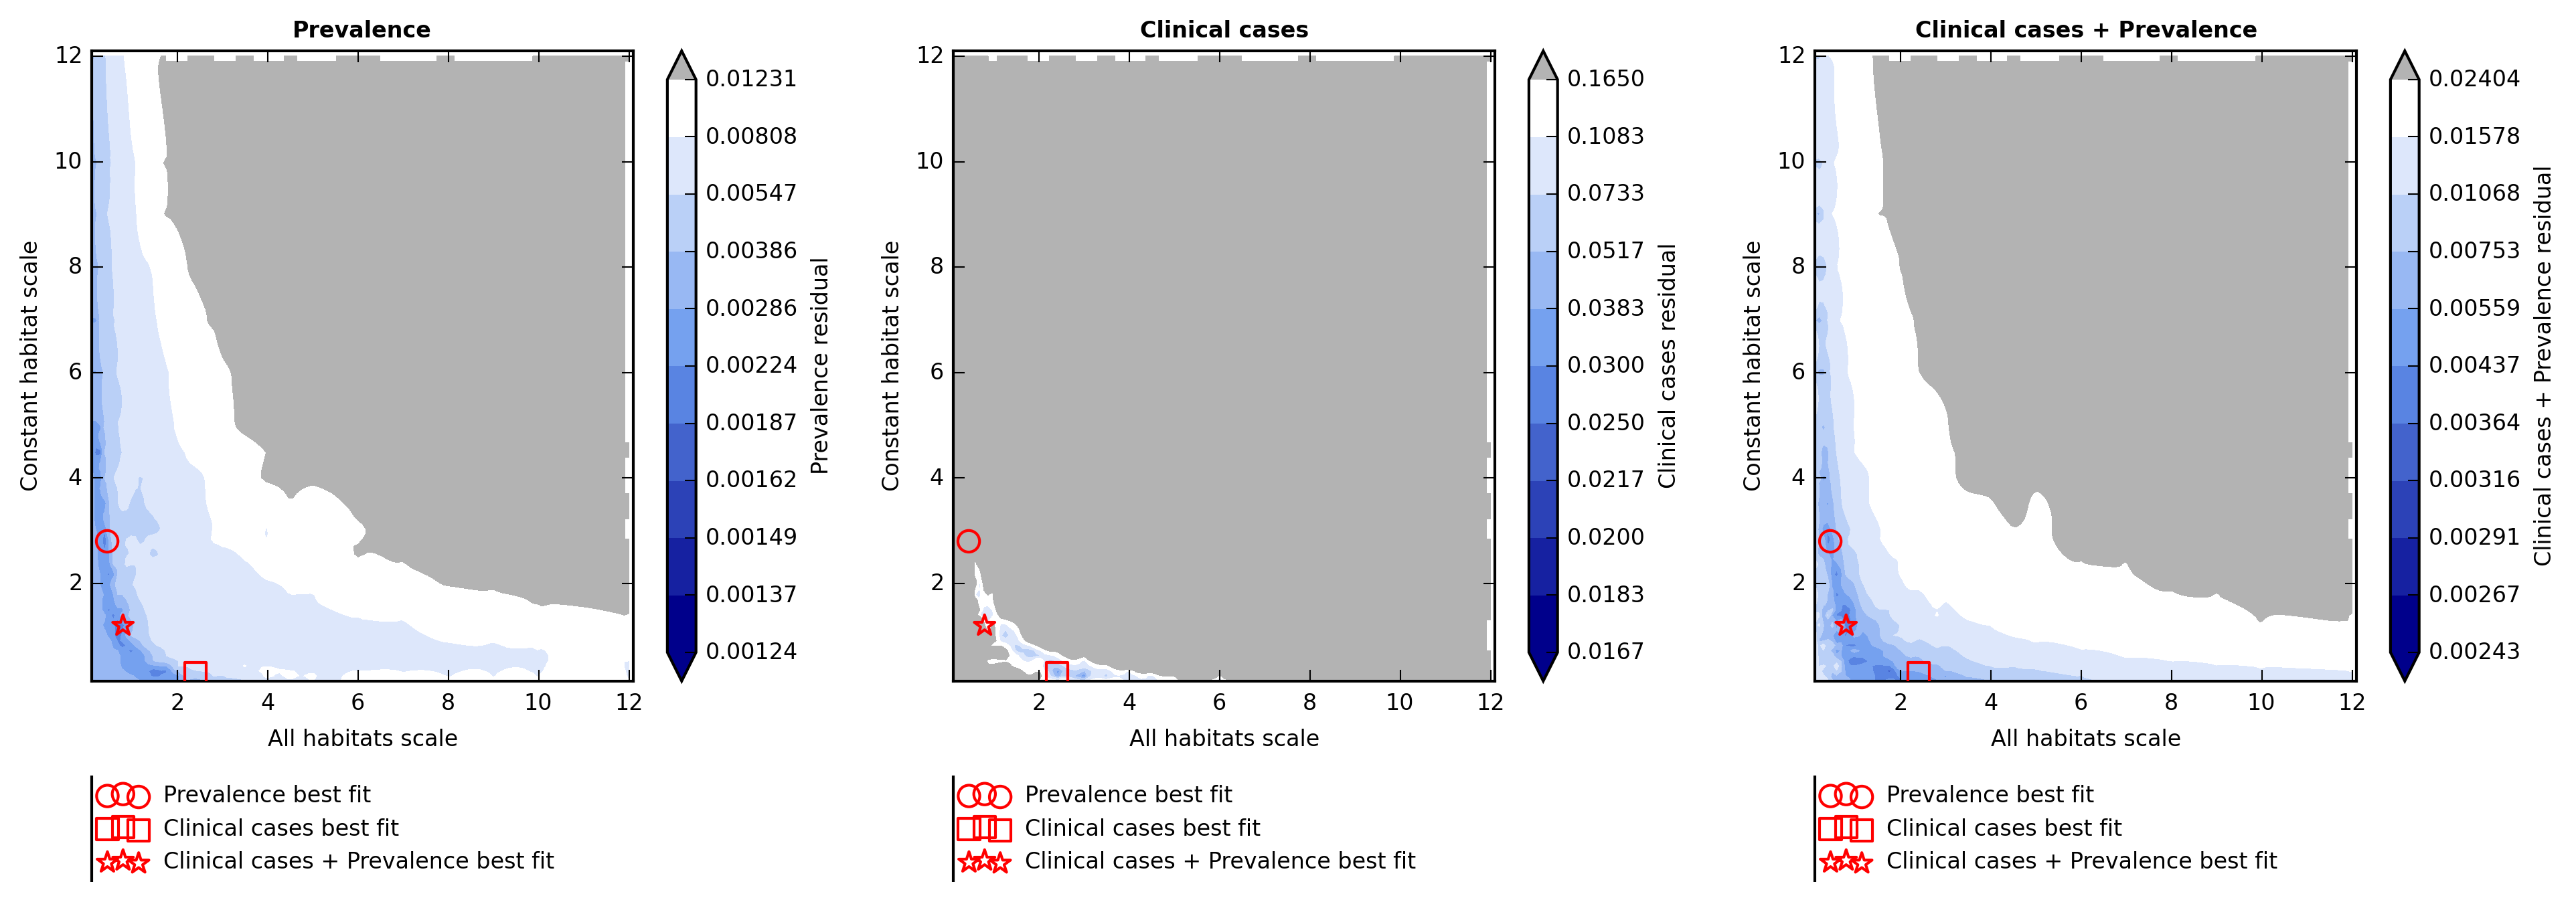 Prevalence
12
10
8
6
4
2
Constant habitat scale
2 4 6 8 10 12
All habitats scale
0.01231
0.00808
0.00547
0.00386
0.00286
0.00224
0.00187
0.00162
0.00149
0.00137
0.00124
Prevalence residual
Prevalence best fit
Clinical cases best fit
Clinical cases + Prevalence best fit
Clinical cases
12
10
8
6
4
2
Constant habitat scale
2 4 6 8 10 12
All habitats scale
0.1650
0.1083
0.0733
0.0517
0.0383
0.0300
0.0250
0.0217
0.0200
0.0183
0.0167
Clinical cases residual
Prevalence best fit
Clinical cases best fit
Clinical cases + Prevalence best fit
Clinical cases + Prevalence
12
10
8
6
4
2
Constant habitat scale
2 4 6 8 10 12
All habitats scale
0.02404
0.01578
0.01068
0.00753
0.00559
0.00437
0.00364
0.00316
0.00291
0.00267
0.00243
Clinical cases + Prevalence residual
Prevalence best fit
Clinical cases best fit
Clinical cases + Prevalence best fit